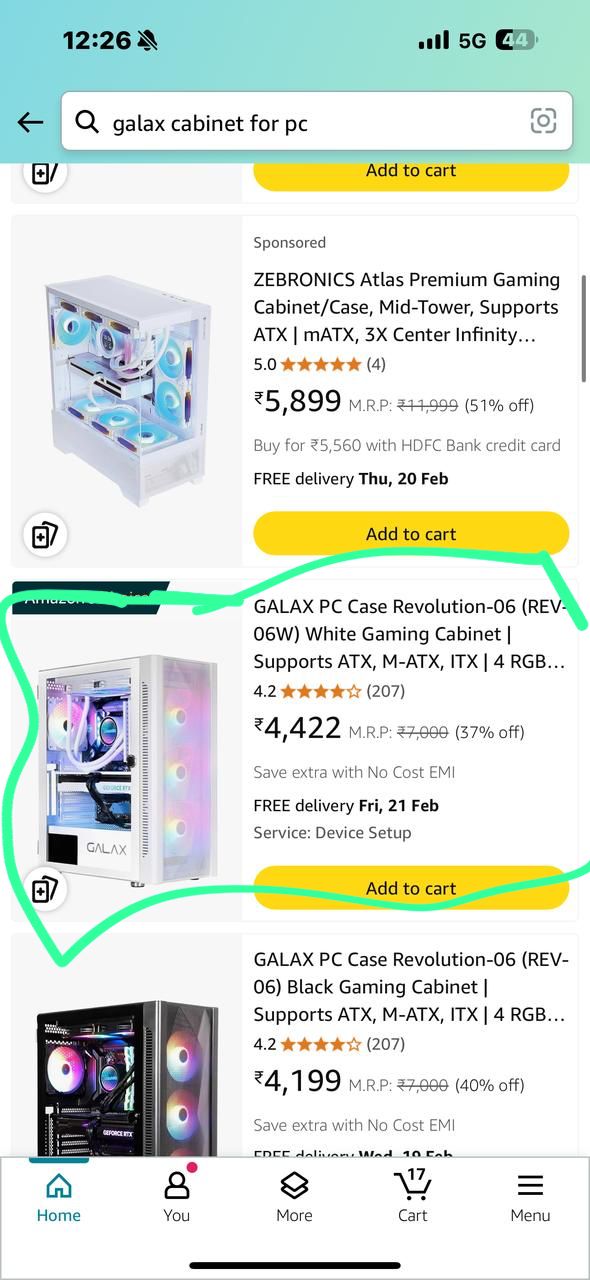 12:26
5G 44
galax cabinet for pc
Add to cart
Sponsored
ZEBRONICS Atlas Premium Gaming
Cabinet/Case, Mid-Tower, Supports
ATX | mATX, 3X Center Infinity...
5.0 (4)
₹5,899 M.R.P: ₹11,999 (51% off)
Buy for ₹5,560 with HDFC Bank credit card
FREE delivery Thu, 20 Feb
Add to cart
GALAX PC Case Revolution-06 (REV-
06W) White Gaming Cabinet |
Supports ATX, M-ATX, ITX | 4 RGB...
4.2 (207)
₹4,422 M.R.P: ₹7,000 (37% off)
Save extra with No Cost EMI
FREE delivery Fri, 21 Feb
Service: Device Setup
GEFORCE RTX
GALAX
Add to cart
GALAX PC Case Revolution-06 (REV-
06) Black Gaming Cabinet |
Supports ATX, M-ATX, ITX | 4 RGB...
4.2 (207)
₹4,199 M.R.P: ₹7,000 (40% off)
Save extra with No Cost EMI
FREE delivery Wed, 19 Feb
GEFORCE RTX
17
Home
You
More
Cart
Menu